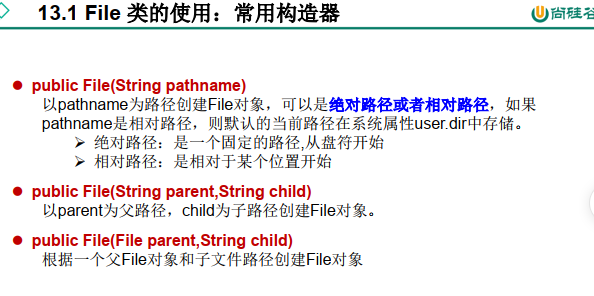 13.1 File 类的使用：常用构造器
尚硅谷
public File(String pathname)
以pathname为路径创建File对象，可以是绝对路径或者相对路径，如果
pathname是相对路径，则默认的当前路径在系统属性user.dir中存储。
绝对路径：是一个固定的路径,从盘符开始
相对路径：是相对于某个位置开始
public File(String parent,String child)
以parent为父路径，child为子路径创建File对象。
public File(File parent,String child)
根据一个父File对象和子文件路径创建File对象